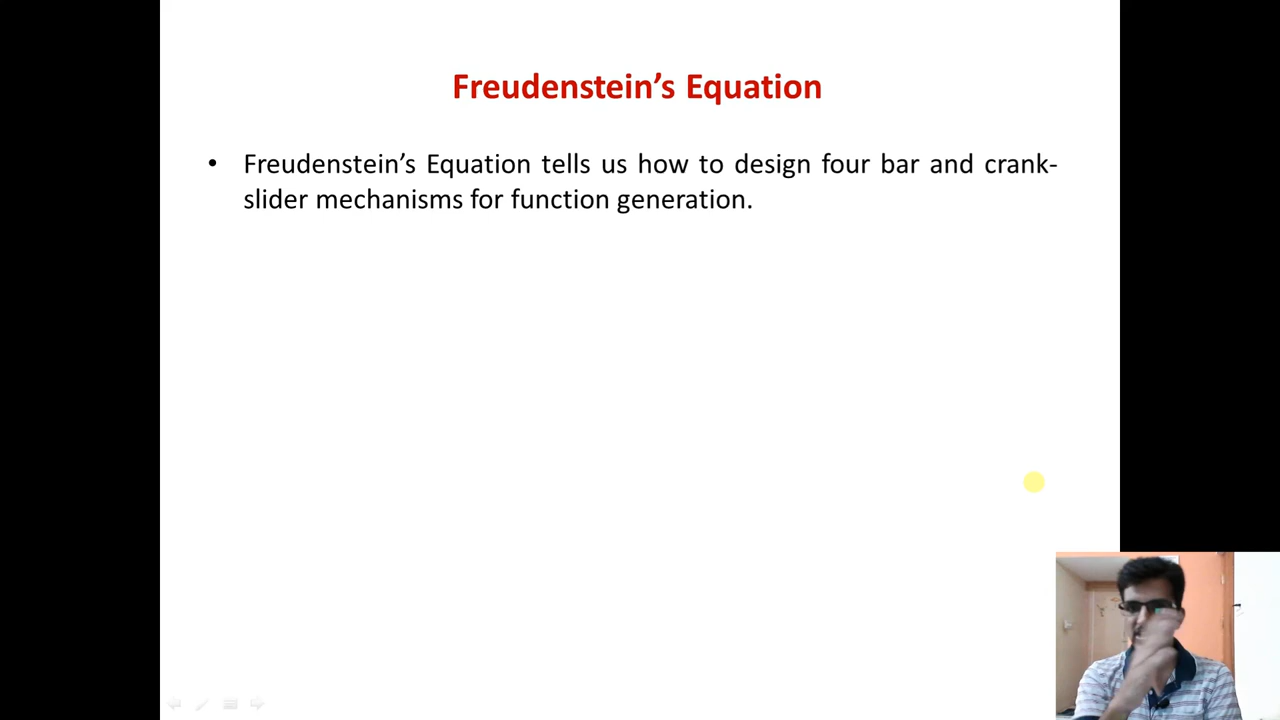 Freudenstein’s Equation
• Freudenstein’s Equation tells us how to design four bar and crank-
slider mechanisms for function generation.